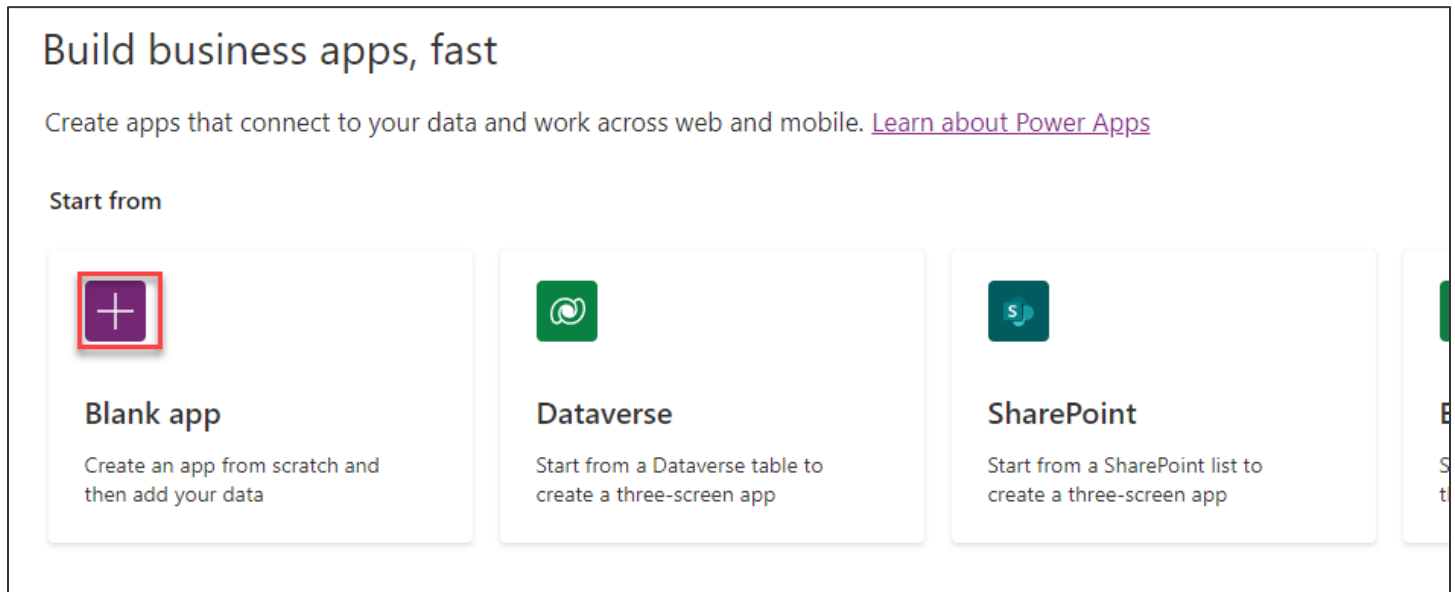 Build business apps, fast
Create apps that connect to your data and work across web and mobile. Learn about Power Apps
Start from
Blank app
Create an app from scratch and
then add your data
Dataverse
Start from a Dataverse table to
create a three-screen app
S
SharePoint
Start from a SharePoint list to
create a three-screen app